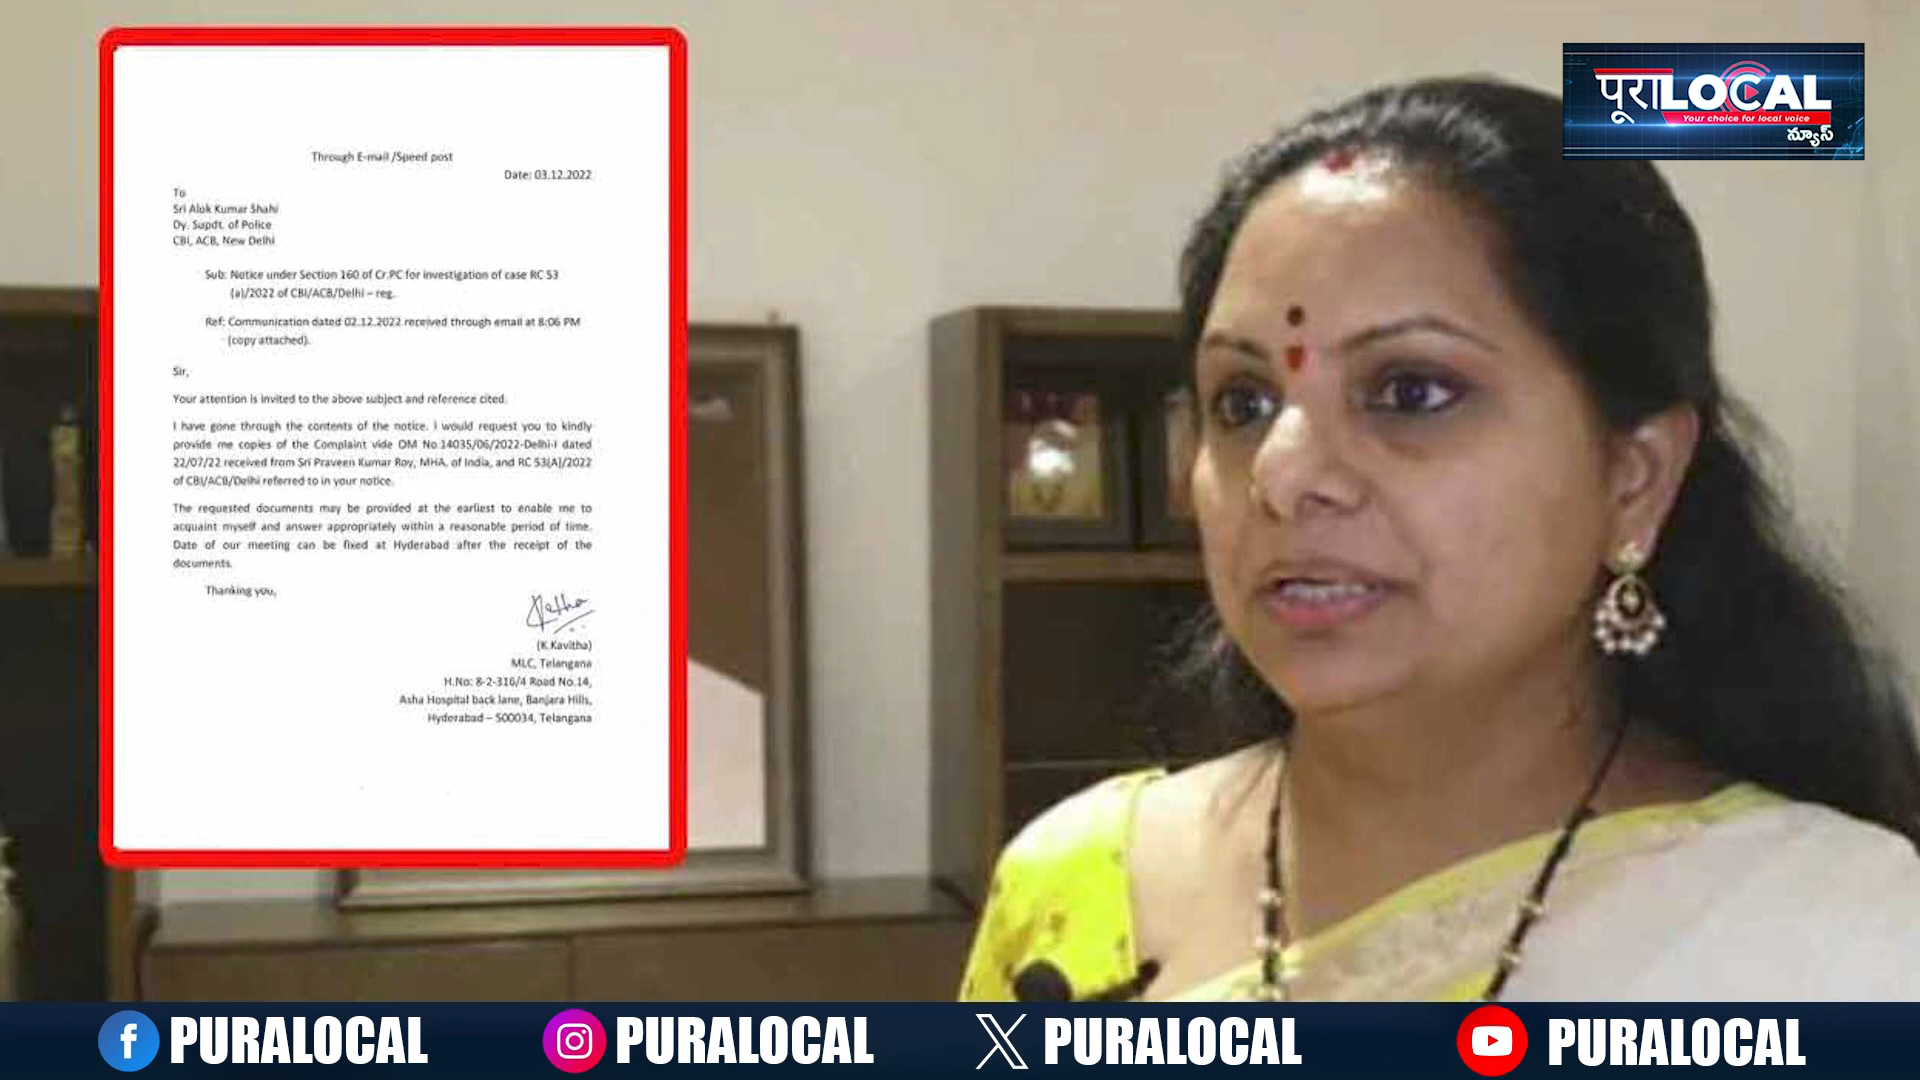 Through E-mail /Speed post
Date: 03.12.2022
To
Sri Alok Kumar Shahi
Dy. Supdt. of Police
CBI, ACB, New Delhi
Sub: Notice under Section 160 of Cr.PC for investigation of case RC 53
(a)/2022 of CBI/ACB/Delhi – reg.
Ref: Communication dated 02.12.2022 received through email at 8:06 PM
(copy attached).
Sir,
Your attention is invited to the above subject and reference cited.
I have gone through the contents of the notice. I would request you to kindly
provide me copies of the Complaint vide OM No.14035/06/2022-Delhi-I dated
22/07/22 received from Sri Praveen Kumar Roy, MHA. of India, and RC 53(A)/2022
of CBI/ACB/Delhi referred to in your notice.
The requested documents may be provided at the earliest to enable me to
acquaint myself and answer appropriately within a reasonable period of time.
Date of our meeting can be fixed at Hyderabad after the receipt of the
documents.
Thanking you,
(K.Kavitha)
MLC, Telangana
H.No: 8-2-316/4 Road No.14,
Asha Hospital back lane, Banjara Hills,
Hyderabad – 500034, Telangana
पूरा LOCAL
Your choice for local voice
న్యూస్
PURALOCAL PURALOCAL PURALOCAL PURALOCAL